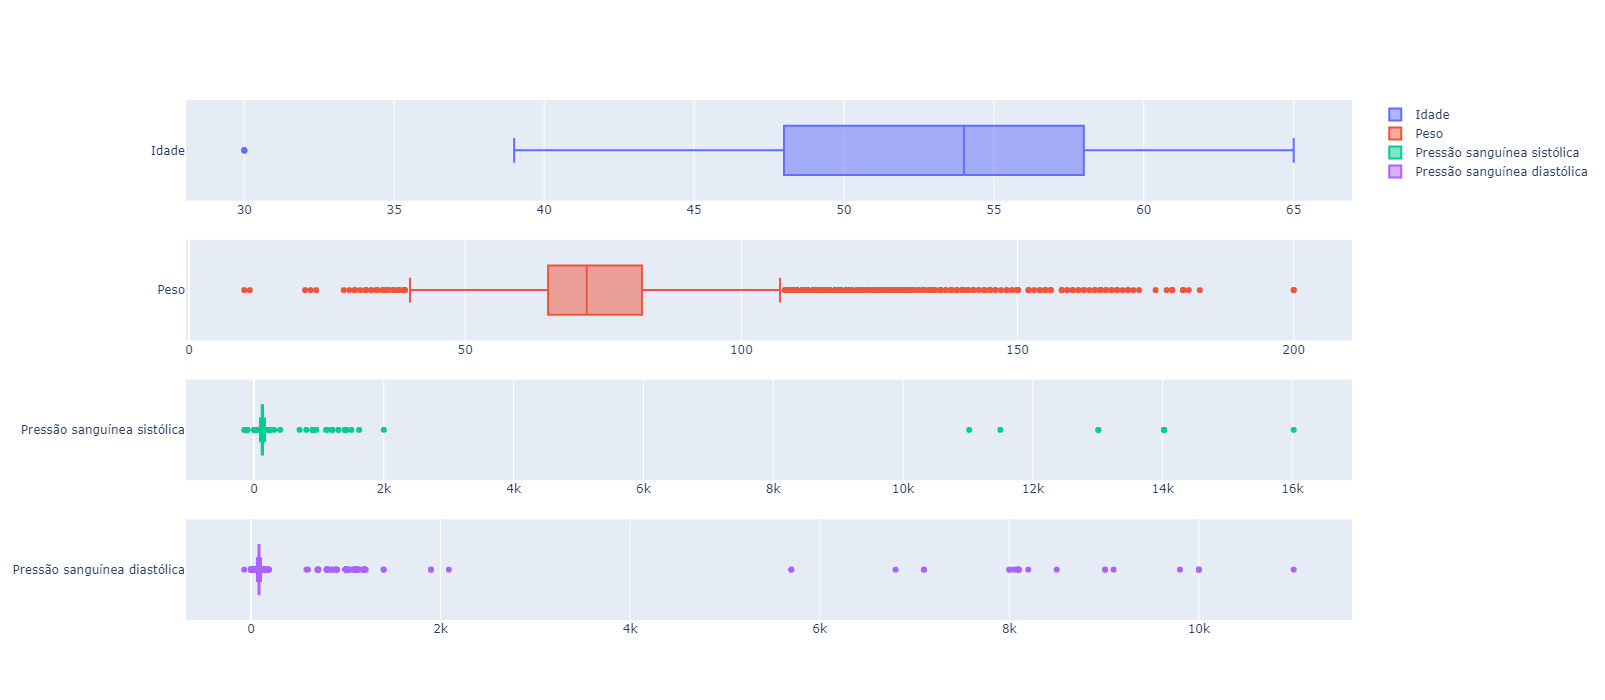 Idade
30 35 40 45 50 55 60 65
Peso
0 50 100 150 200
Pressão sanguínea sistólica
0 2k 4k 6k 8k 10k 12k 14k 16k
Pressão sanguínea diastólica
0 2k 4k 6k 8k 10k
Idade
Peso
Pressão sanguínea sistólica
Pressão sanguínea diastólica